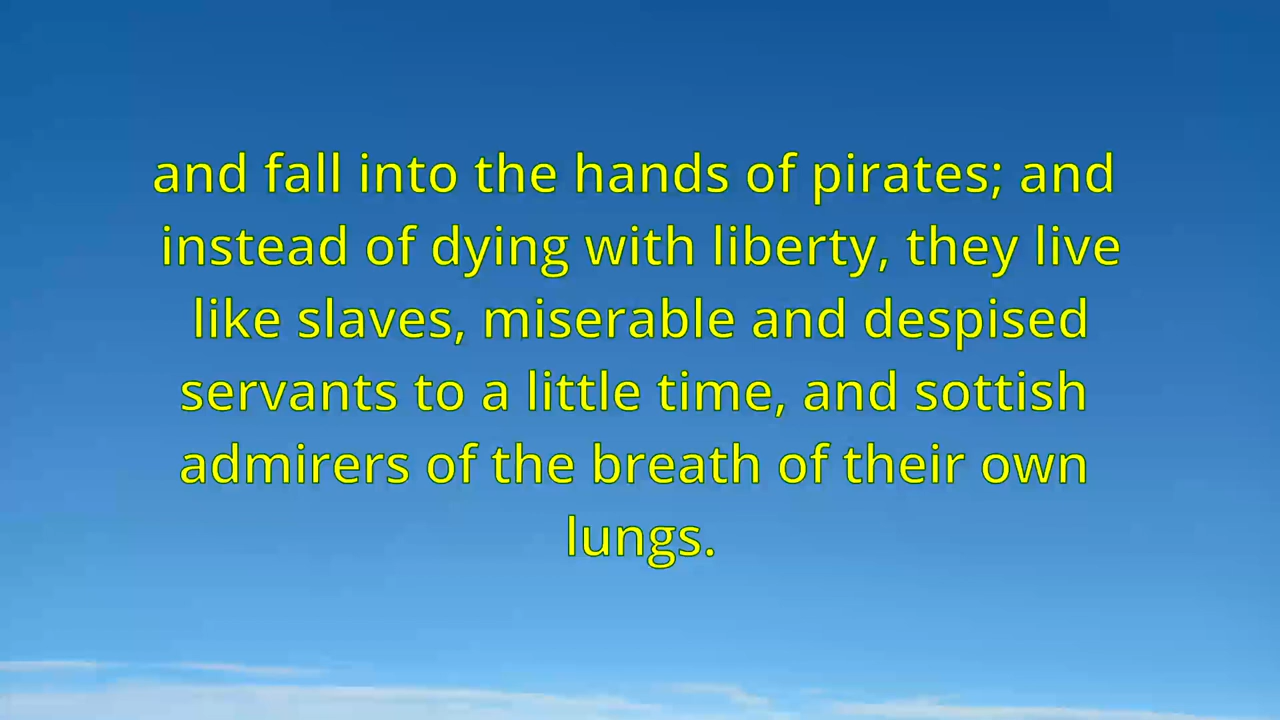 and fall into the hands of pirates; and
instead of dying with liberty, they live
like slaves, miserable and despised
servants to a little time, and sottish
admirers of the breath of their own
lungs.